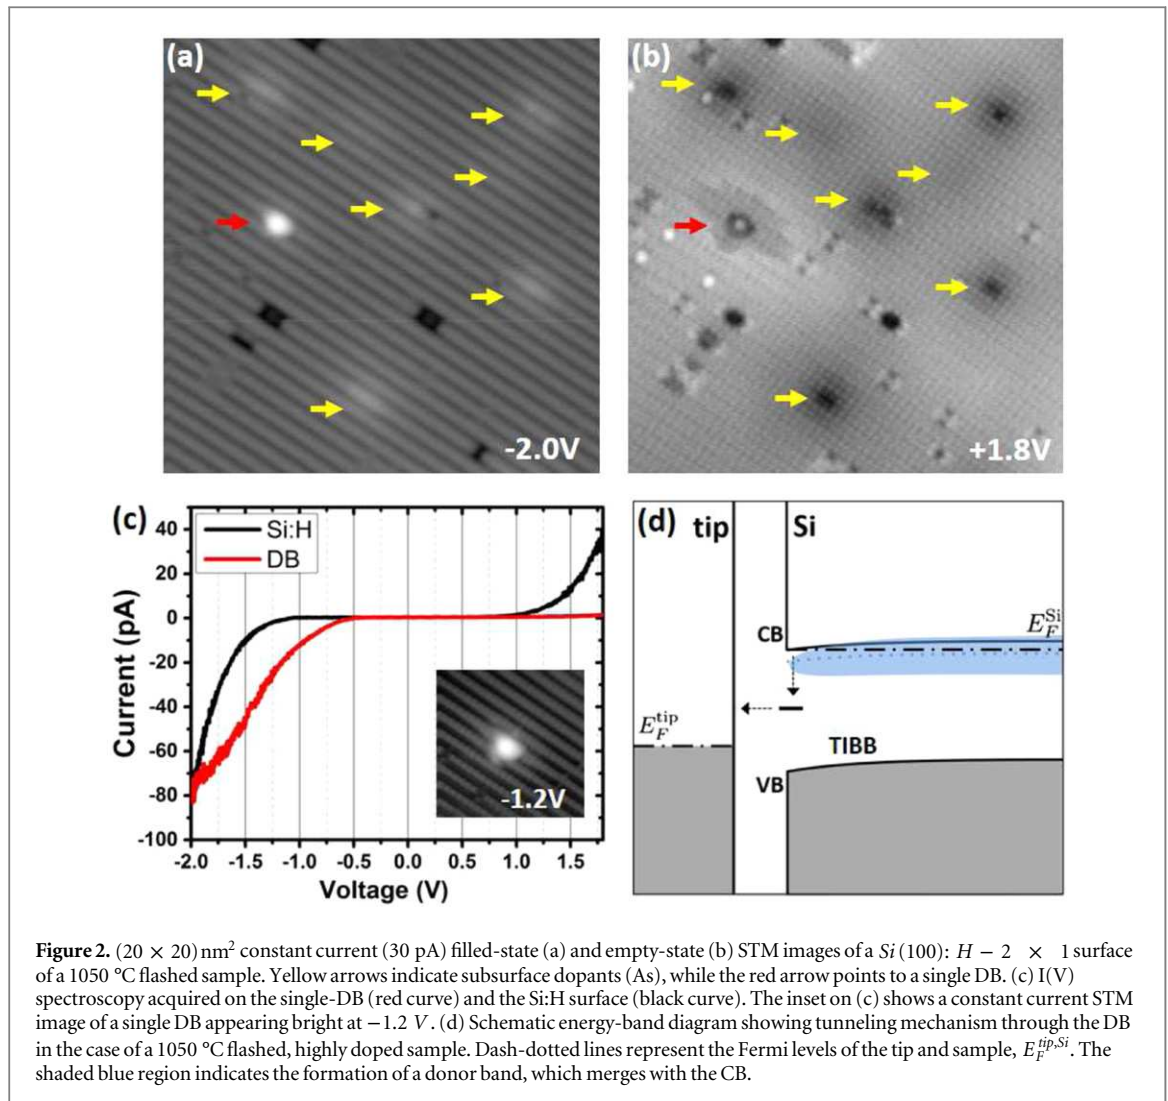 (a)
-2.0V
(b)
+1.8V
(c)
Si:H
DB
40
20
0
-20
-40
-60
-80
-100
Current (pA)
-2.0 -1.5 -1.0 -0.5 0.0 0.5 1.0 1.5
Voltage (V)
-1.2V
(d) tip Si
CB
E_F^Si
E_F^tip
TIBB
VB
Figure 2. (20 × 20) nm² constant current (30 pA) filled-state (a) and empty-state (b) STM images of a Si(100): H − 2 × 1 surface
of a 1050 °C flashed sample. Yellow arrows indicate subsurface dopants (As), while the red arrow points to a single DB. (c) I(V)
spectroscopy acquired on the single-DB (red curve) and the Si:H surface (black curve). The inset on (c) shows a constant current STM
image of a single DB appearing bright at −1.2 V. (d) Schematic energy-band diagram showing tunneling mechanism through the DB
in the case of a 1050 °C flashed, highly doped sample. Dash-dotted lines represent the Fermi levels of the tip and sample, E_F^tip,Si. The
shaded blue region indicates the formation of a donor band, which merges with the CB.